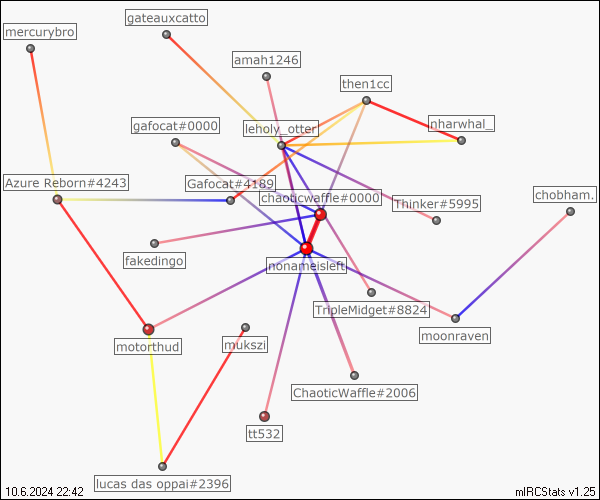 gateauxcatto
mercurybro
amah1246
then1cc
gafocat#0000
leholy_otter
nharwhal_
Azure Reborn#4243
Gafocat#4189
chaoticwaffle#0000
Thinker#5995
chobham.
fakedingo
nonameisleft
TripleMidget#8824
moonraven
motorthud
mukszi
ChaoticWaffle#2006
tt532
lucas das oppai#2396
10.6.2024 22:42
mIRCStats v1.25